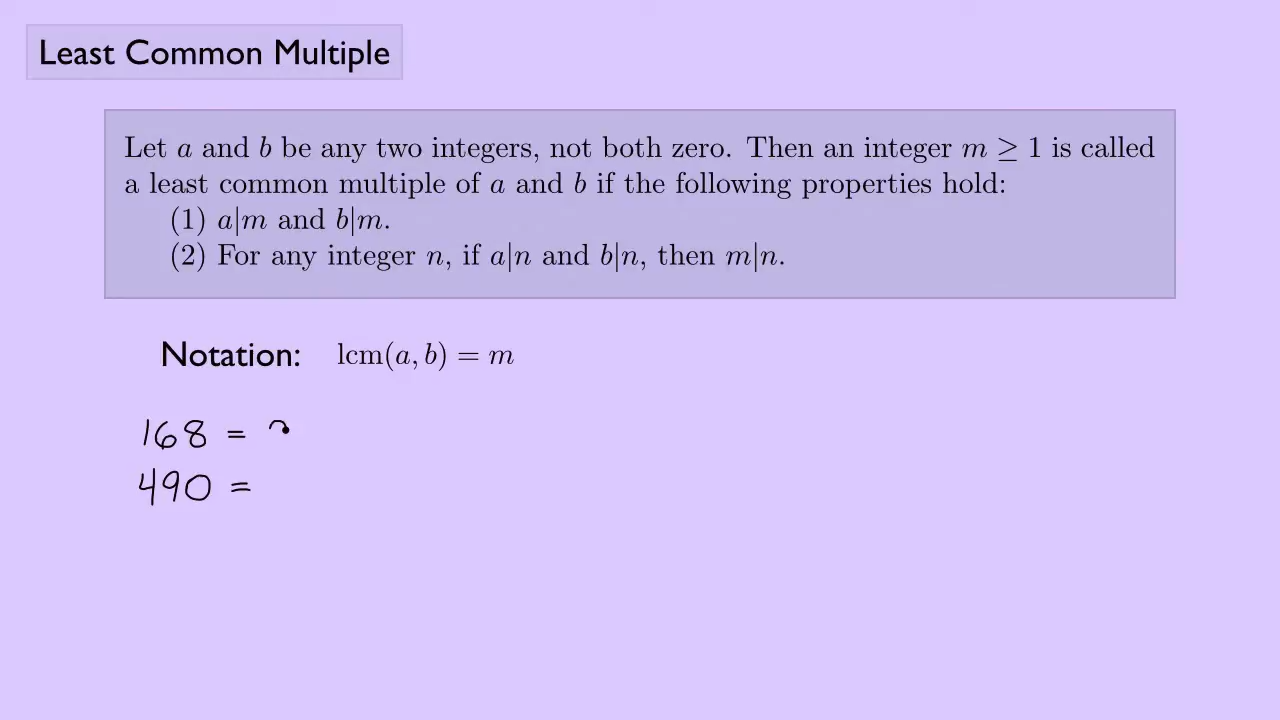 Least Common Multiple
Let a and b be any two integers, not both zero. Then an integer m ≥ 1 is called
a least common multiple of a and b if the following properties hold:
(1) a|m and b|m.
(2) For any integer n, if a|n and b|n, then m|n.
Notation: lcm(a, b) = m
168 =
490 =